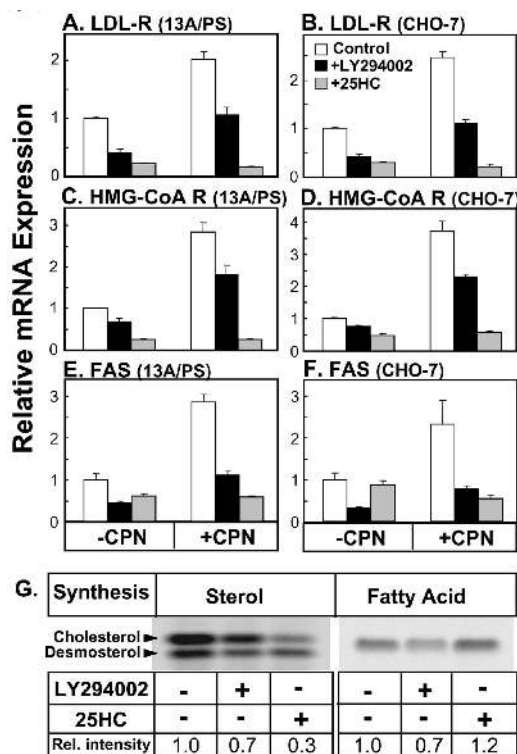 A. LDL-R (13A/PS)
B. LDL-R (CHO-7)
Control
+LY294002
+25HC
2
1
0
2
1
0
C. HMG-CoA R (13A/PS)
D. HMG-CoA R (CHO-7)
3
2
1
0
4
3
2
1
0
E. FAS (13A/PS)
F. FAS (CHO-7)
3
2
1
0
3
2
1
0
-CPN +CPN -CPN +CPN
Relative mRNA Expression
G. Synthesis Sterol Fatty Acid
Cholesterol
Desmosterol
LY294002 - + - - + -
25HC - - + - - +
Rel. intensity 1.0 0.7 0.3 1.0 0.7 1.2